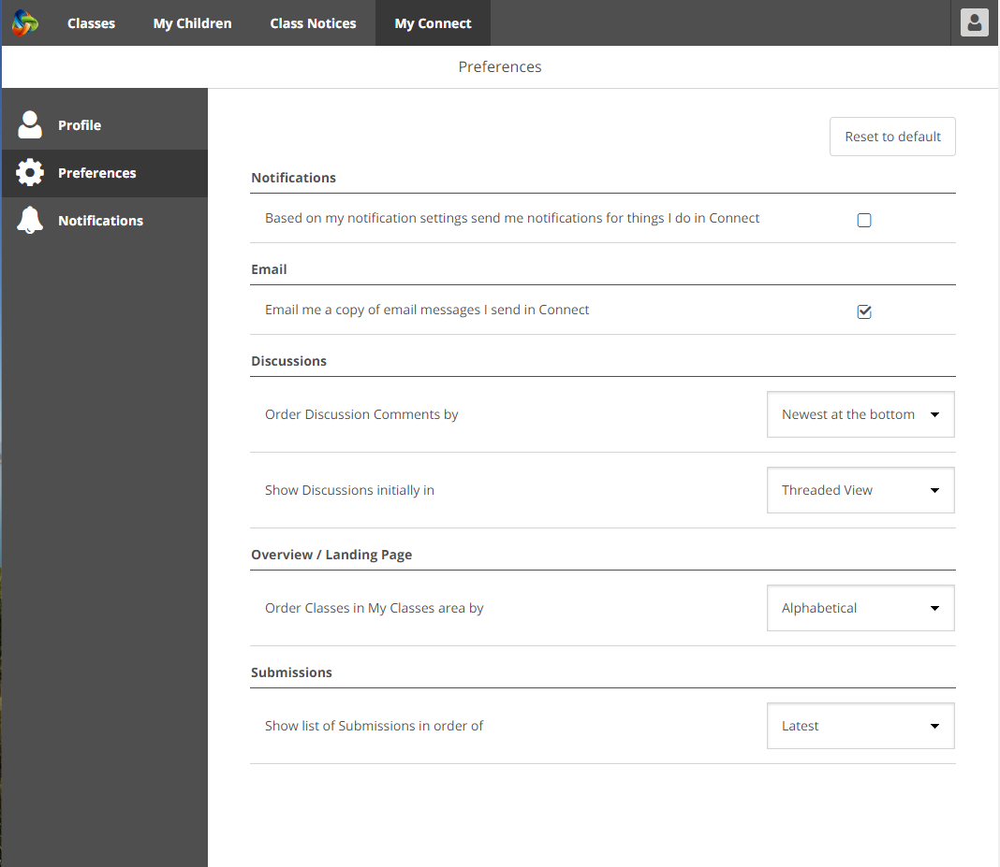 Classes
My Children
Class Notices
My Connect
Preferences
Profile
Preferences
Notifications
Reset to default
Notifications
Based on my notification settings send me notifications for things I do in Connect
Email
Email me a copy of email messages I send in Connect
Discussions
Order Discussion Comments by
Newest at the bottom
Show Discussions initially in
Threaded View
Overview / Landing Page
Order Classes in My Classes area by
Alphabetical
Submissions
Show list of Submissions in order of
Latest